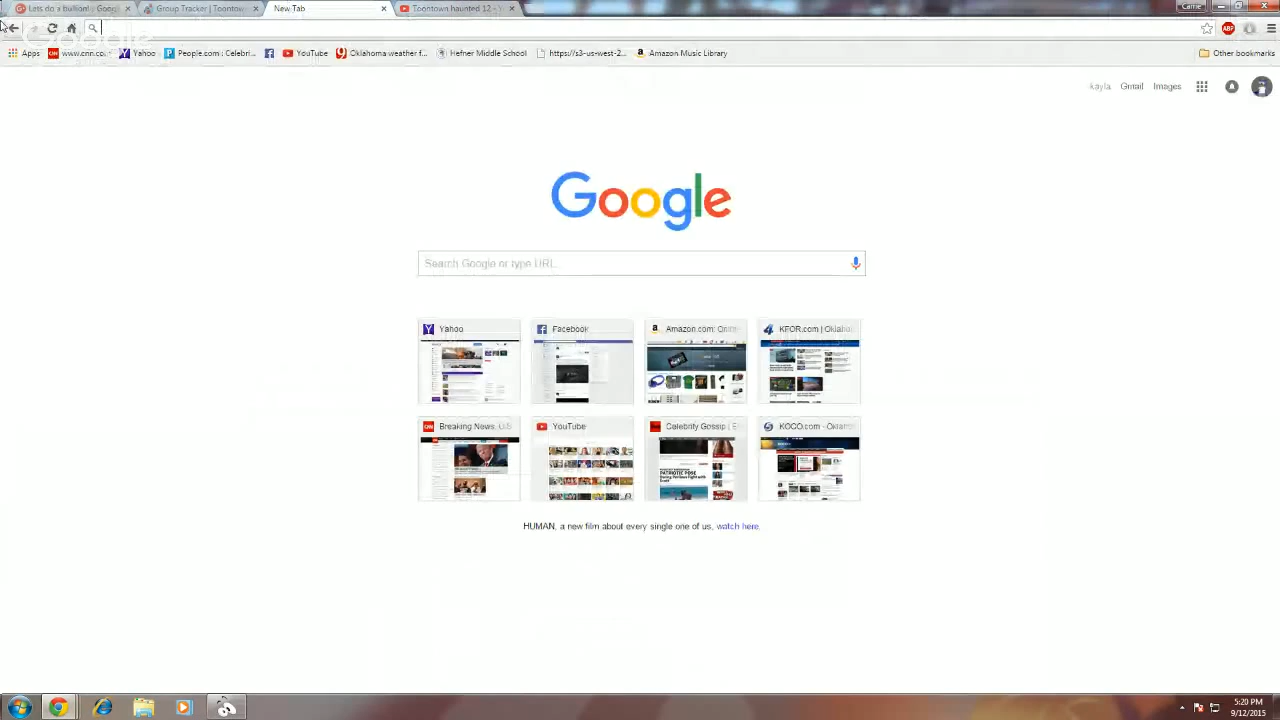 Lets do a bullion! | Goog
Group Tracker | Toontow
New Tab
Toontown haunted 12 - Y
Carrie
Google
Apps
www.cnn.co
Yahoo
People.com : Celebri...
YouTube
Oklahoma weather f...
Hefner Middle School
https://s3-us-west-2...
Amazon Music Library
Other bookmarks
kayla
Gmail
Images
Google
Search Google or type URL
Yahoo
Facebook
Amazon.com: Onlin
KFOR.com | Oklaho
Breaking News, U.S
YouTube
Celebrity Gossip | E
KOCO.com - Oklaho
HUMAN, a new film about every single one of us, watch here.
5:20 PM
9/12/2015